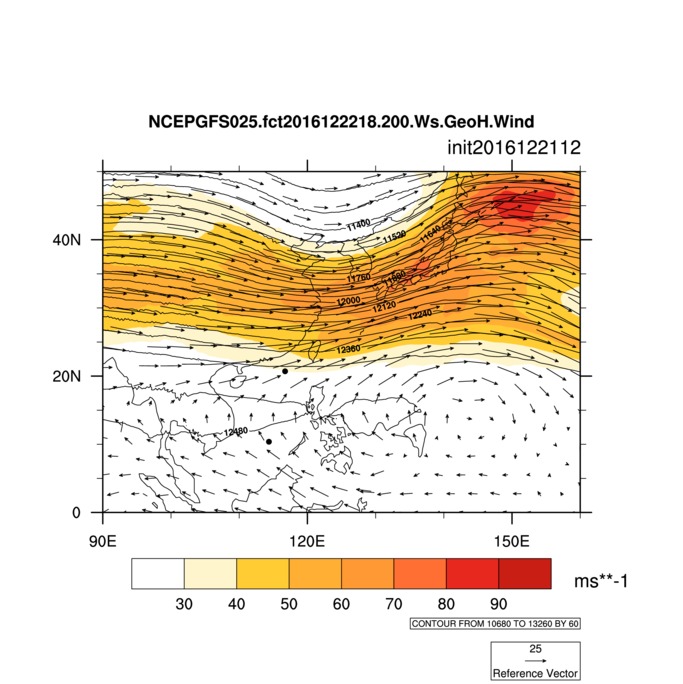 NCEPGFS025.fct2016122218.200.Ws.GeoH.Wind
init2016122112
11400
11520
11640
40N
11760
11880
12000
12120
12240
12360
20N
12480
0
90E 120E 150E
ms**-1
30 40 50 60 70 80 90
CONTOUR FROM 10680 TO 13260 BY 60
25
Reference Vector